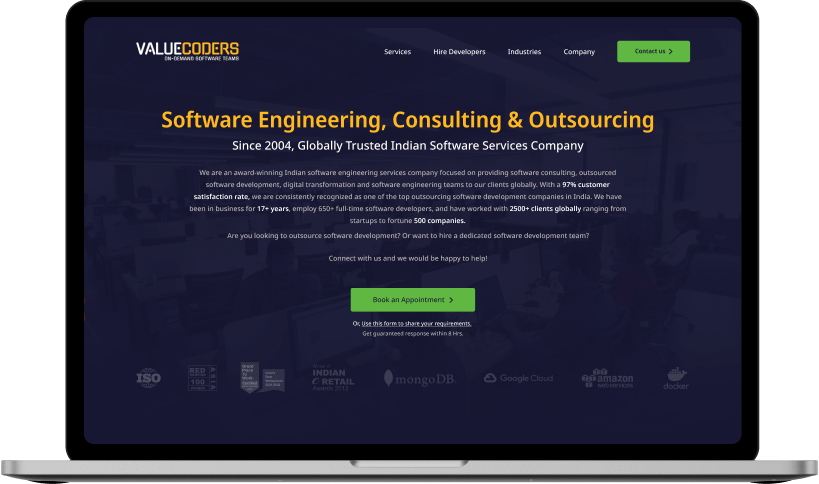 VALUECODERS
ON-DEMAND SOFTWARE TEAMS
Services
Hire Developers
Industries
Company
Contact us
Software Engineering, Consulting & Outsourcing
Since 2004, Globally Trusted Indian Software Services Company
We are an award-winning Indian software engineering services company focused on providing software consulting, outsourced
software development, digital transformation and software engineering teams to our clients globally. With a 97% customer
satisfaction rate, we are consistently recognized as one of the top outsourcing software development companies in India. We have
been in business for 17+ years, employ 650+ full-time software developers, and have worked with 2500+ clients globally ranging from
startups to fortune 500 companies.
Are you looking to outsource software development? Or want to hire a dedicated software development team?
Connect with us and we would be happy to help!
Book an Appointment
Or, Use this form to share your requirements.
Get guaranteed response within 8 Hrs.
ISO
RED
100
ASIA
INDIAN
e RETAIL
Awards 2012
mongoDB
Google Cloud
amazon
web services
docker